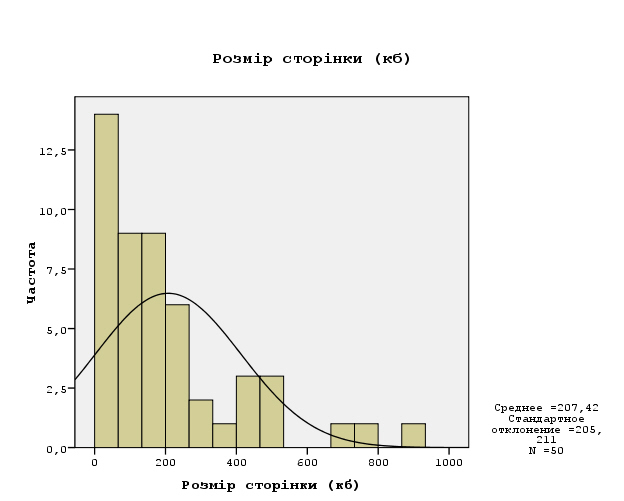 Розмір сторінки (кб)
Частота
12,5
10,0
7,5
5,0
2,5
0,0
0 200 400 600 800 1000
Розмір сторінки (кб)
Среднее =207,42
Стандартное
отклонение =205,
211
N =50